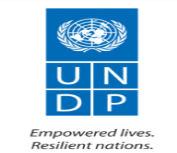 U N
D P
Empowered lives.
Resilient nations.